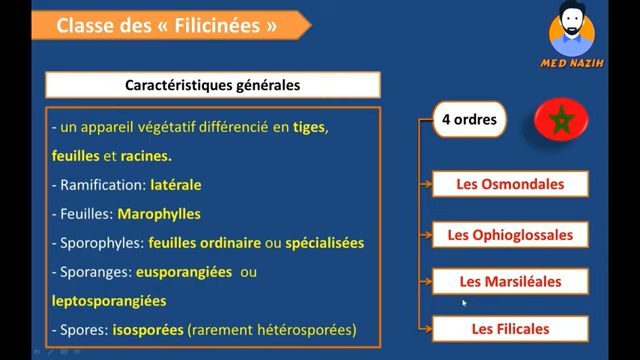 Classe des « Filicinées »
MED NAZIH
Caractéristiques générales
- un appareil végétatif différencié en tiges,
feuilles et racines.
- Ramification: latérale
- Feuilles: Marophylles
- Sporophyles: feuilles ordinaire ou spécialisées
- Sporanges: eusporangiées ou
leptosporangiées
- Spores: isosporées (rarement hétérosporées)
4 ordres
Les Osmondales
Les Ophioglossales
Les Marsiléales
Les Filicales